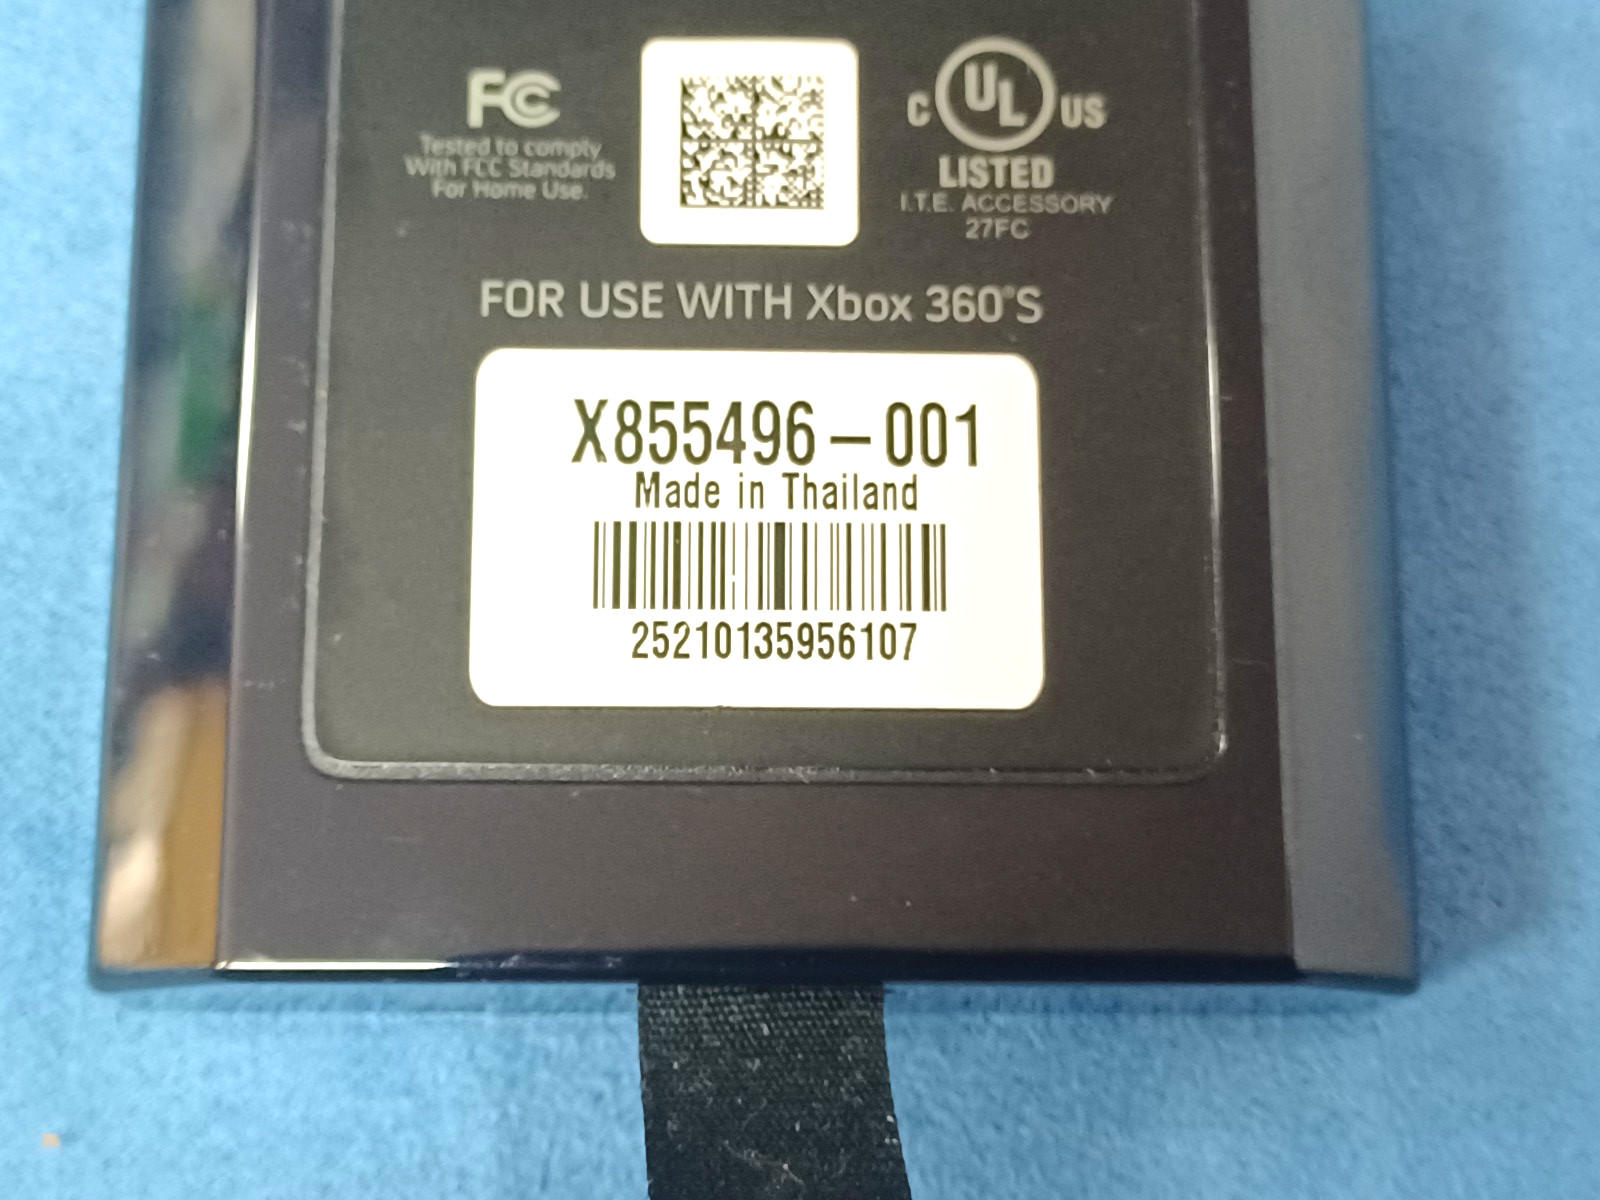 FC
Tested to comply
With FCC Standards
For Home Use.
C UL US
LISTED
I.T.E. ACCESSORY
27FC
FOR USE WITH Xbox 360°S
X855496-001
Made in Thailand
25210135956107